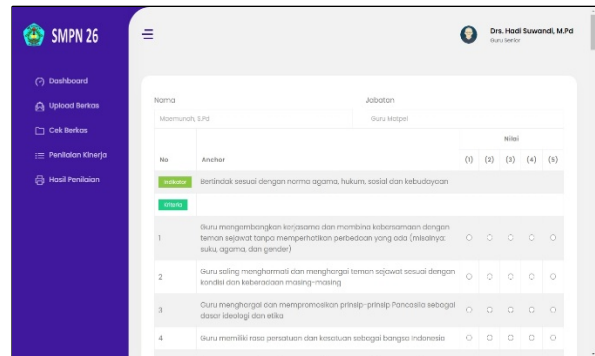 SMPN 26
Drs. Hadi Suwandi, M.Pd
Guru Senior
Dashboard
Upload Berkas
Cek Berkas
Penilaian Kinerja
Hasil Penilaian
Nama
Jabatan
Maemunah, S.Pd
Guru Matpel
Nilai
No
Anchor
(1)
(2)
(3)
(4)
(5)
Indikator
Bertindak sesuai dengan norma agama, hukum, sosial dan kebudayaan
Kriteria
1
Guru mengembangkan kerjasama dan membina kebersamaan dengan
teman sejawat tanpa memperhatikan perbedaan yang ada (misalnya:
suku, agama, dan gender)
2
Guru saling menghormati dan menghargai teman sejawat sesuai dengan
kondisi dan keberadaan masing-masing
3
Guru menghargai dan mempromosikan prinsip-prinsip Pancasila sebagai
dasar ideologi dan etika
4
Guru memiliki rasa persatuan dan kesatuan sebagai bangsa Indonesia